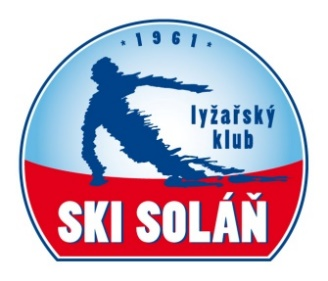 * 1961 *
lyžařský
klub
SKI SOLÁŇ